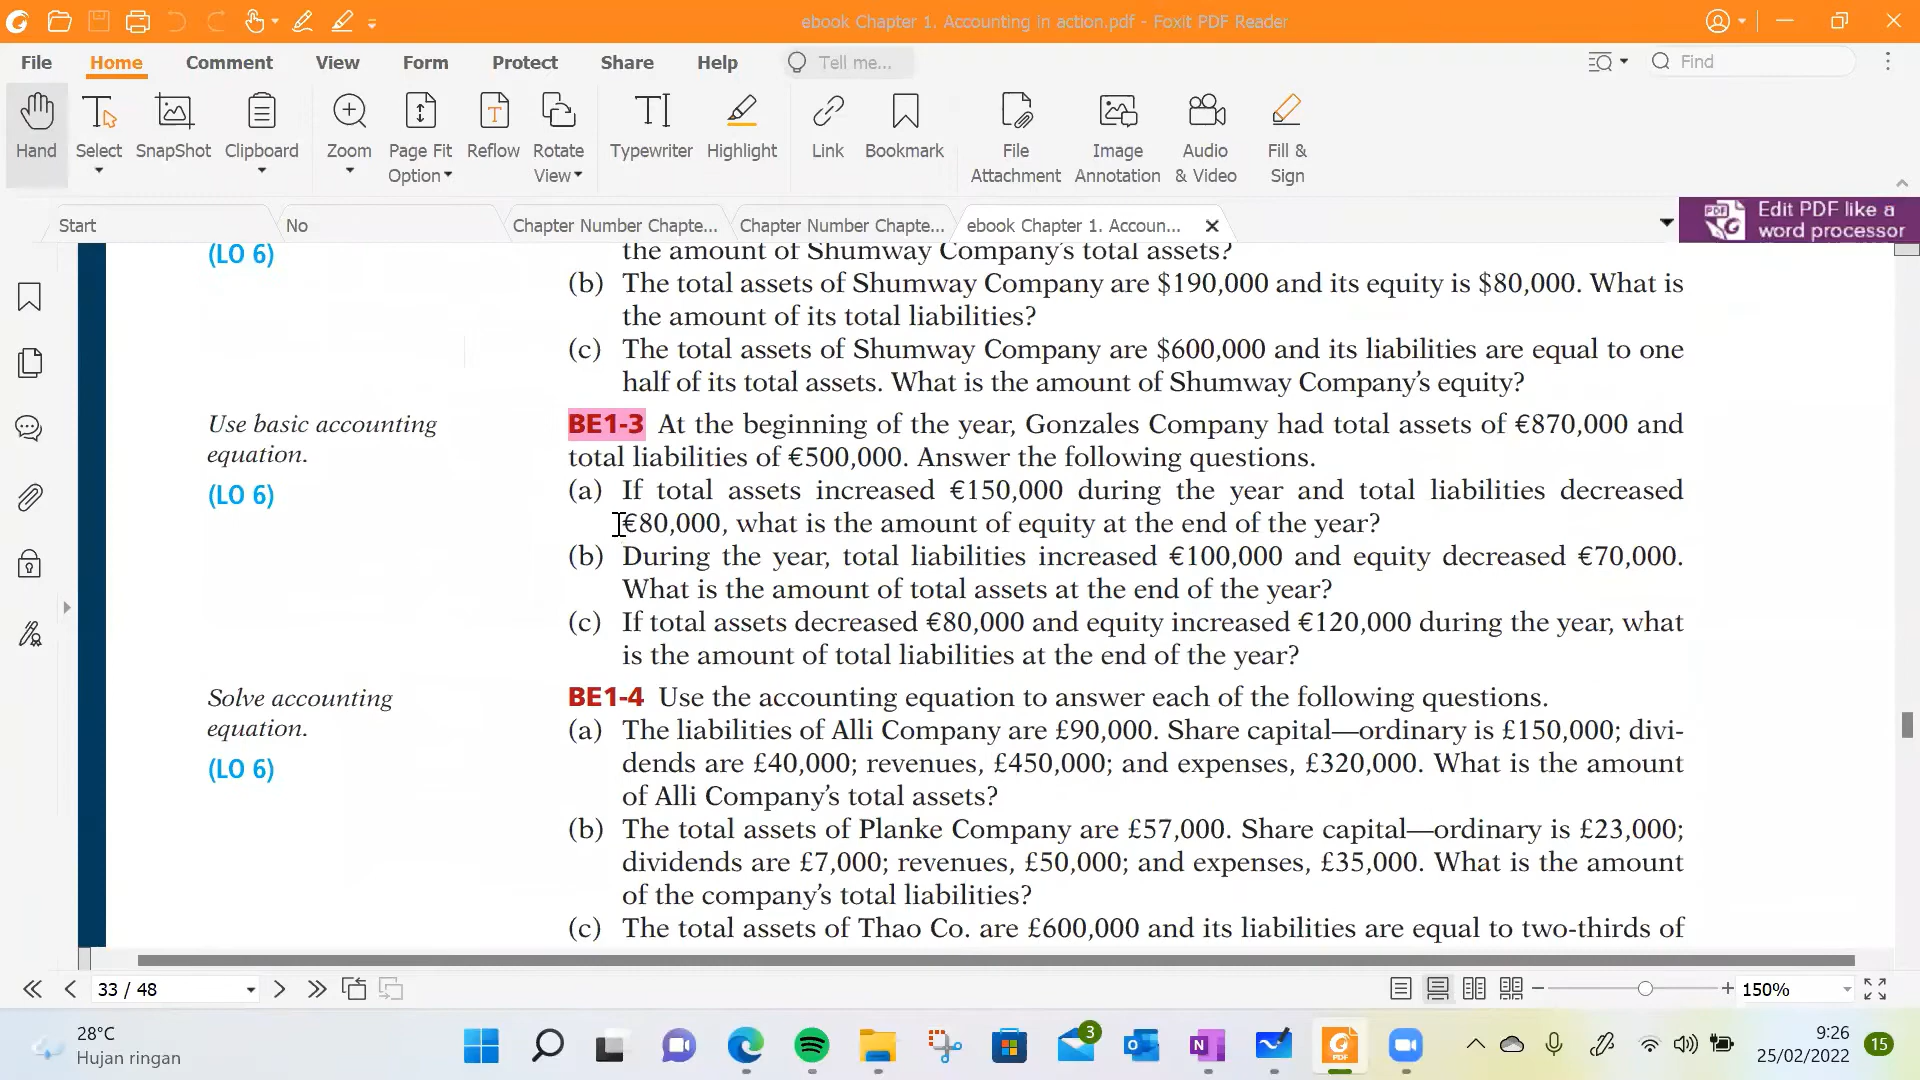 ebook Chapter 1. Accounting in action.pdf - Foxit PDF Reader
File Home Comment View Form Protect Share Help Tell me... Find
Hand Select SnapShot Clipboard Zoom Page Fit Option Reflow Rotate View Typewriter Highlight Link Bookmark File Attachment Image Annotation Audio & Video Fill & Sign
Start No Chapter Number Chapte... Chapter Number Chapte... ebook Chapter 1. Accoun...
Edit PDF like a
word processor
(LO 6)
the amount of Shumway Company's total assets?
(b) The total assets of Shumway Company are $190,000 and its equity is $80,000. What is
the amount of its total liabilities?
(c) The total assets of Shumway Company are $600,000 and its liabilities are equal to one
half of its total assets. What is the amount of Shumway Company's equity?
Use basic accounting
equation.
(LO 6)
BE1-3 At the beginning of the year, Gonzales Company had total assets of €870,000 and
total liabilities of €500,000. Answer the following questions.
(a) If total assets increased €150,000 during the year and total liabilities decreased
€80,000, what is the amount of equity at the end of the year?
(b) During the year, total liabilities increased €100,000 and equity decreased €70,000.
What is the amount of total assets at the end of the year?
(c) If total assets decreased €80,000 and equity increased €120,000 during the year, what
is the amount of total liabilities at the end of the year?
Solve accounting
equation.
(LO 6)
BE1-4 Use the accounting equation to answer each of the following questions.
(a) The liabilities of Alli Company are £90,000. Share capital—ordinary is £150,000; divi-
dends are £40,000; revenues, £450,000; and expenses, £320,000. What is the amount
of Alli Company's total assets?
(b) The total assets of Planke Company are £57,000. Share capital—ordinary is £23,000;
dividends are £7,000; revenues, £50,000; and expenses, £35,000. What is the amount
of the company's total liabilities?
(c) The total assets of Thao Co. are £600,000 and its liabilities are equal to two-thirds of
33 / 48
150%
28°C
Hujan ringan
3
9:26
25/02/2022
15